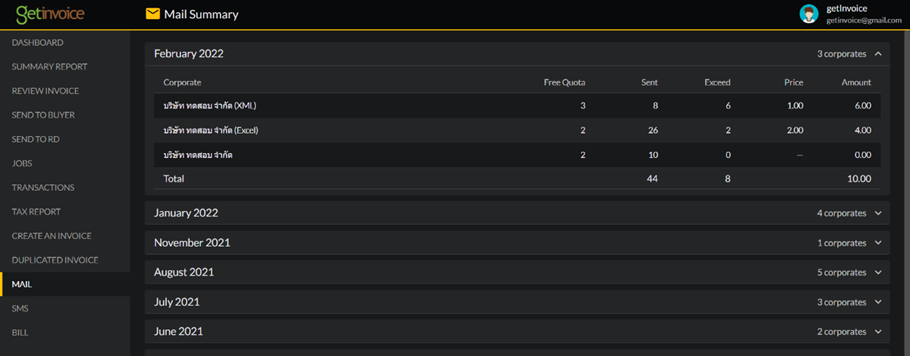 getinvoice
Mail Summary
getInvoice
getinvoice@gmail.com
DASHBOARD
SUMMARY REPORT
REVIEW INVOICE
SEND TO BUYER
SEND TO RD
JOBS
TRANSACTIONS
TAX REPORT
CREATE AN INVOICE
DUPLICATED INVOICE
MAIL
SMS
BILL
February 2022 3 corporates
Corporate Free Quota Sent Exceed Price Amount
บริษัท ทดสอบ จำกัด (XML) 3 8 6 1.00 6.00
บริษัท ทดสอบ จำกัด (Excel) 2 26 2 2.00 4.00
บริษัท ทดสอบ จำกัด 2 10 0 — 0.00
Total 44 8 10.00
January 2022 4 corporates
November 2021 1 corporates
August 2021 5 corporates
July 2021 3 corporates
June 2021 2 corporates